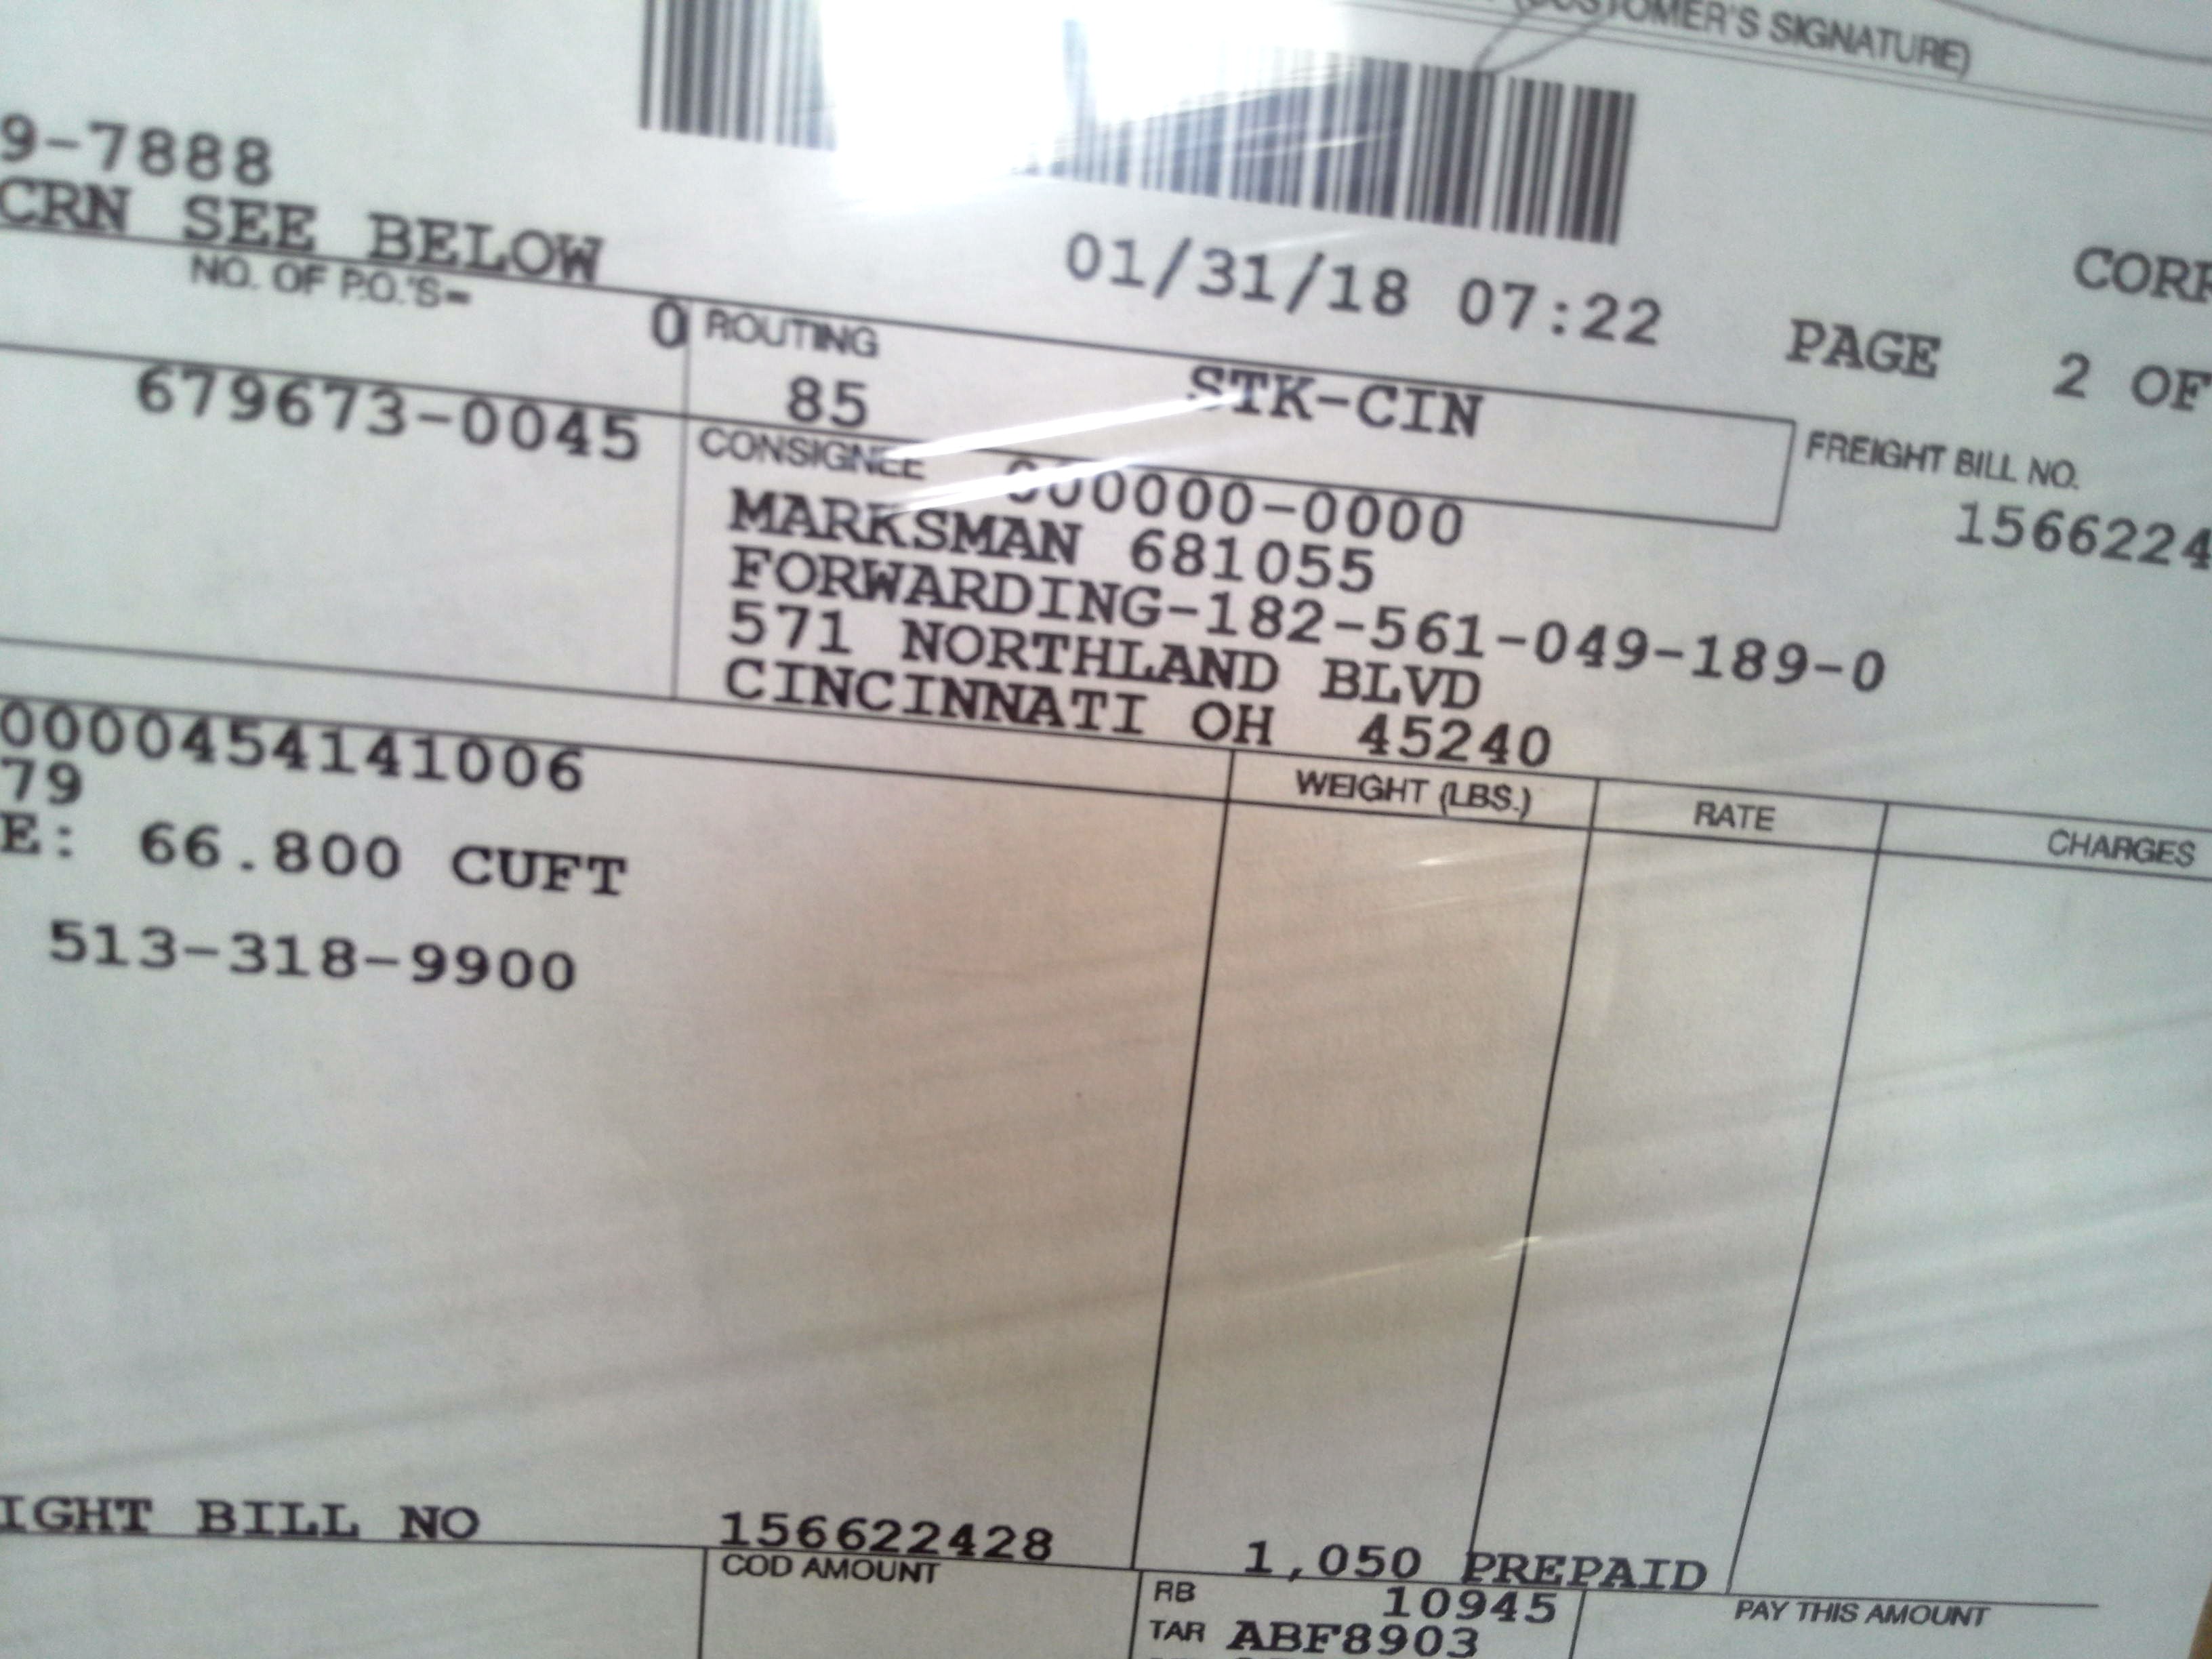 (CUSTOMER'S SIGNATURE)
9-7888
CRN SEE BELOW
01/31/18 07:22
PAGE 2 OF
NO. OF P.O.'S= 0
ROUTING
85 STK-CIN
679673-0045
FREIGHT BILL NO.
1566224
CONSIGNEE 000000-0000
MARKSMAN 681055
FORWARDING-182-561-049-189-0
571 NORTHLAND BLVD
CINCINNATI OH 45240
0000454141006
79
E: 66.800 CUFT
513-318-9900
WEIGHT (LBS.)
RATE
CHARGES
IGHT BILL NO 156622428
1,050 PREPAID
COD AMOUNT
RB 10945
TAR ABF8903
PAY THIS AMOUNT